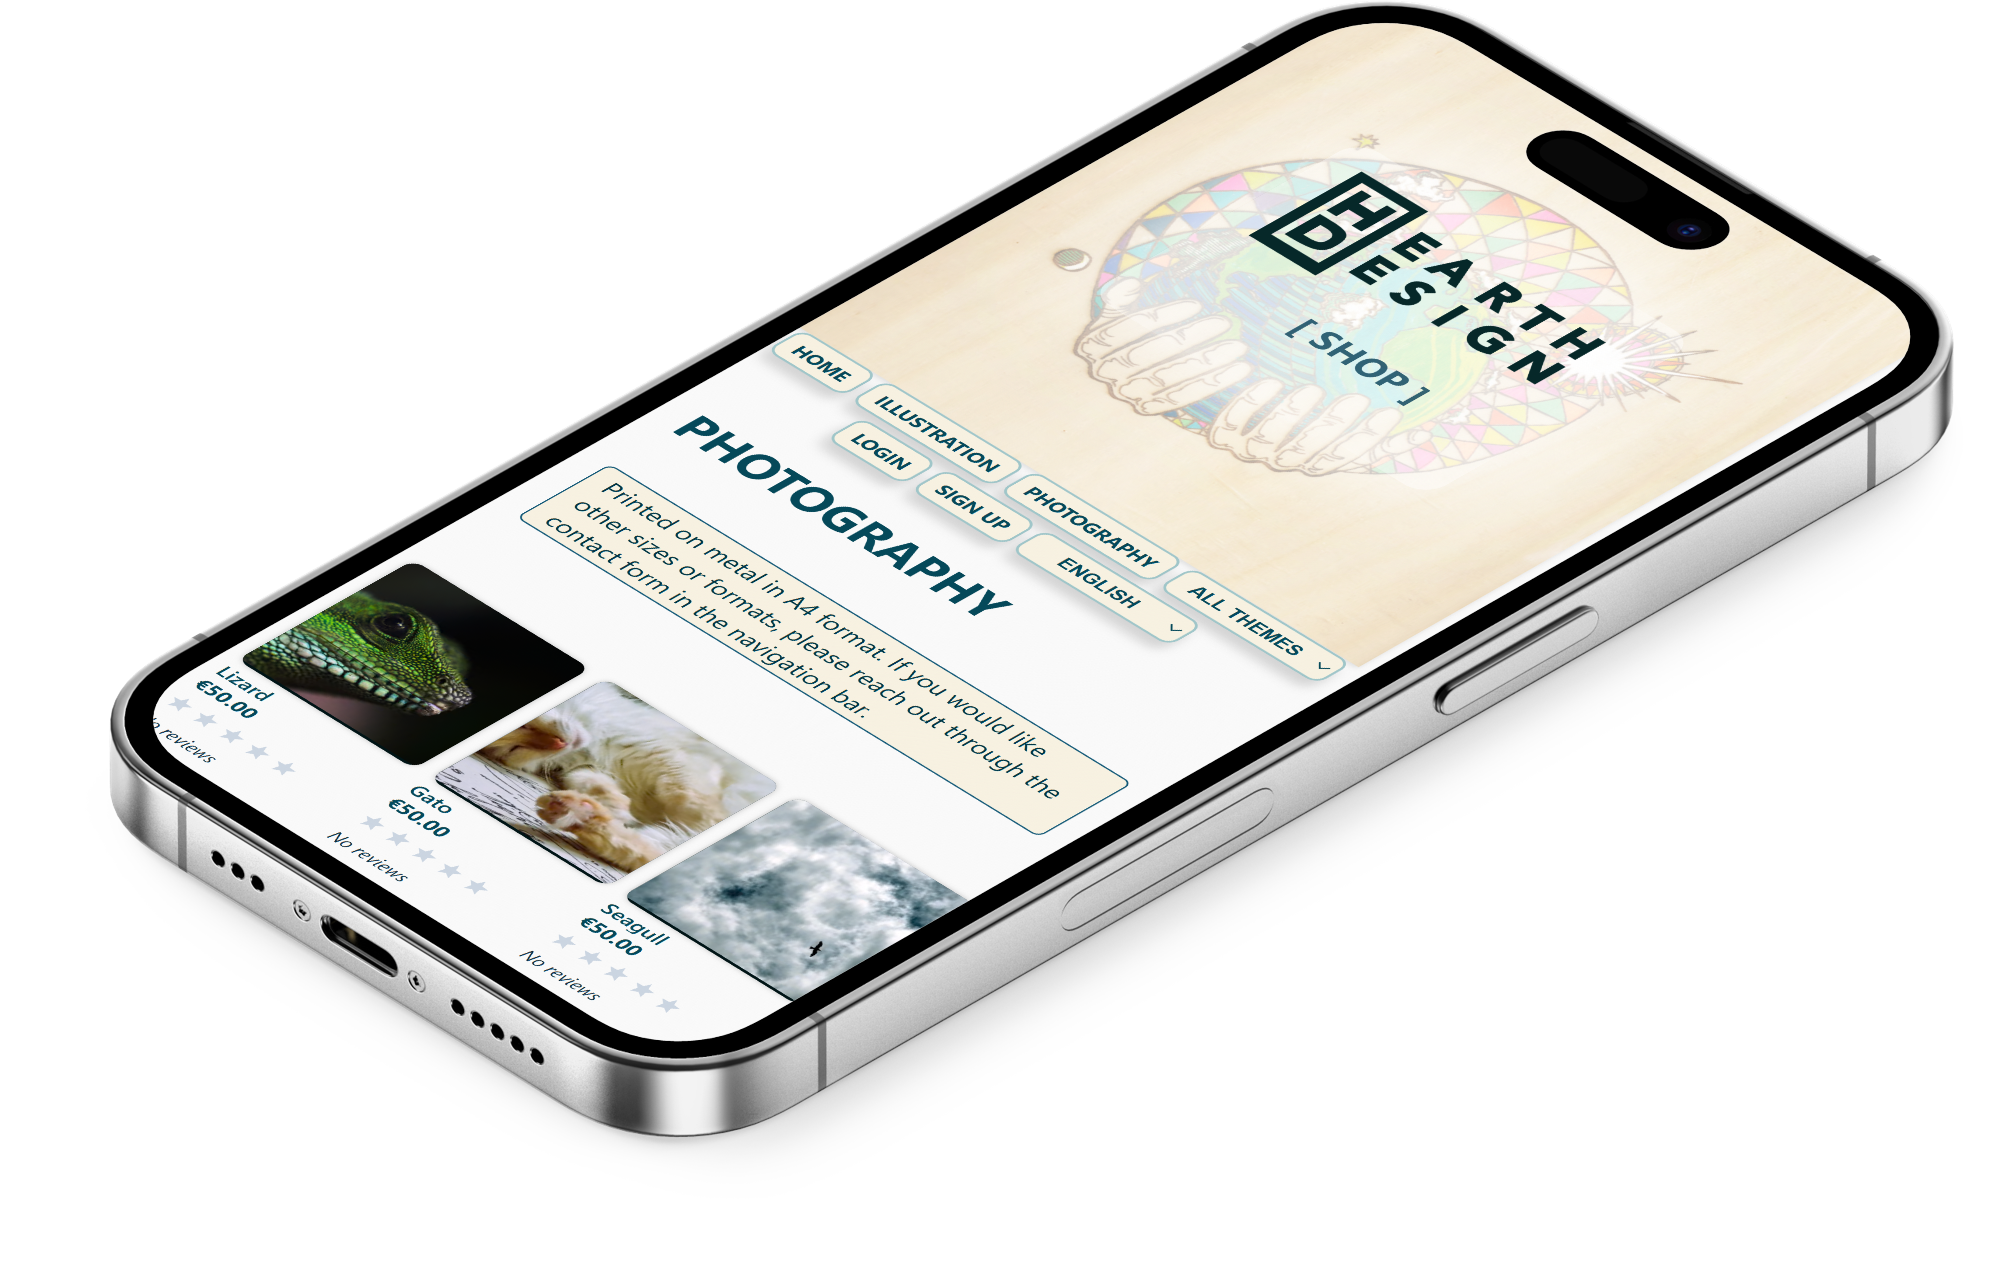 HEARTH
DESIGN
[ SHOP ]
HOME
ILLUSTRATION
PHOTOGRAPHY
ALL THEMES
LOGIN
SIGN UP
ENGLISH
PHOTOGRAPHY
Printed on metal in A4 format. If you would like
other sizes or formats, please reach out through the
contact form in the navigation bar.
Lizard
€50.00
reviews
Gato
€50.00
No reviews
Seagull
€50.00
No reviews